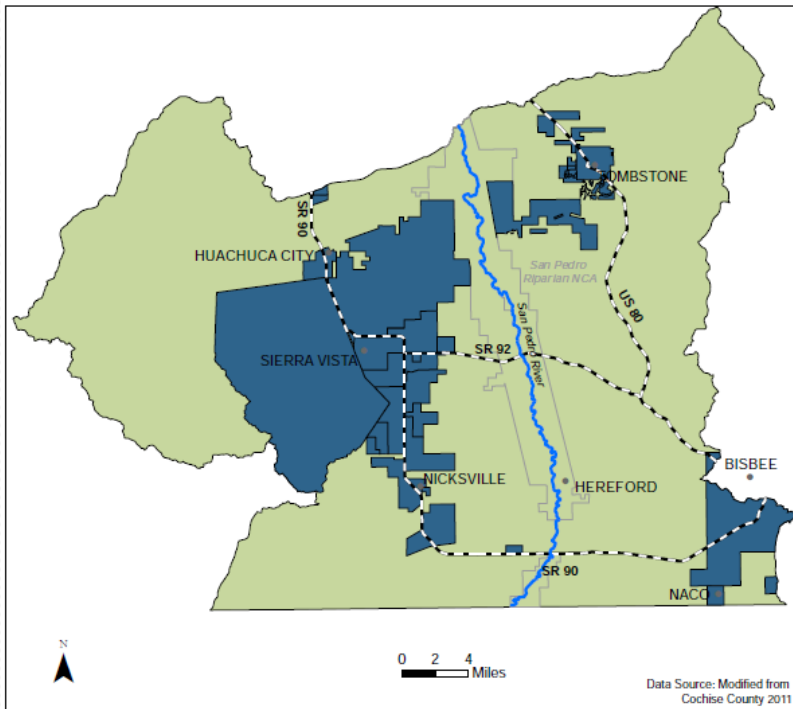 TOMBSTONE
SR 90
HUACHUCA CITY
San Pedro
Riparian NCA
US 80
San Pedro River
SR 92
SIERRA VISTA
BISBEE
NICKSVILLE
HEREFORD
SR 90
NACO
N
0 2 4
Miles
Data Source: Modified from
Cochise County 2011